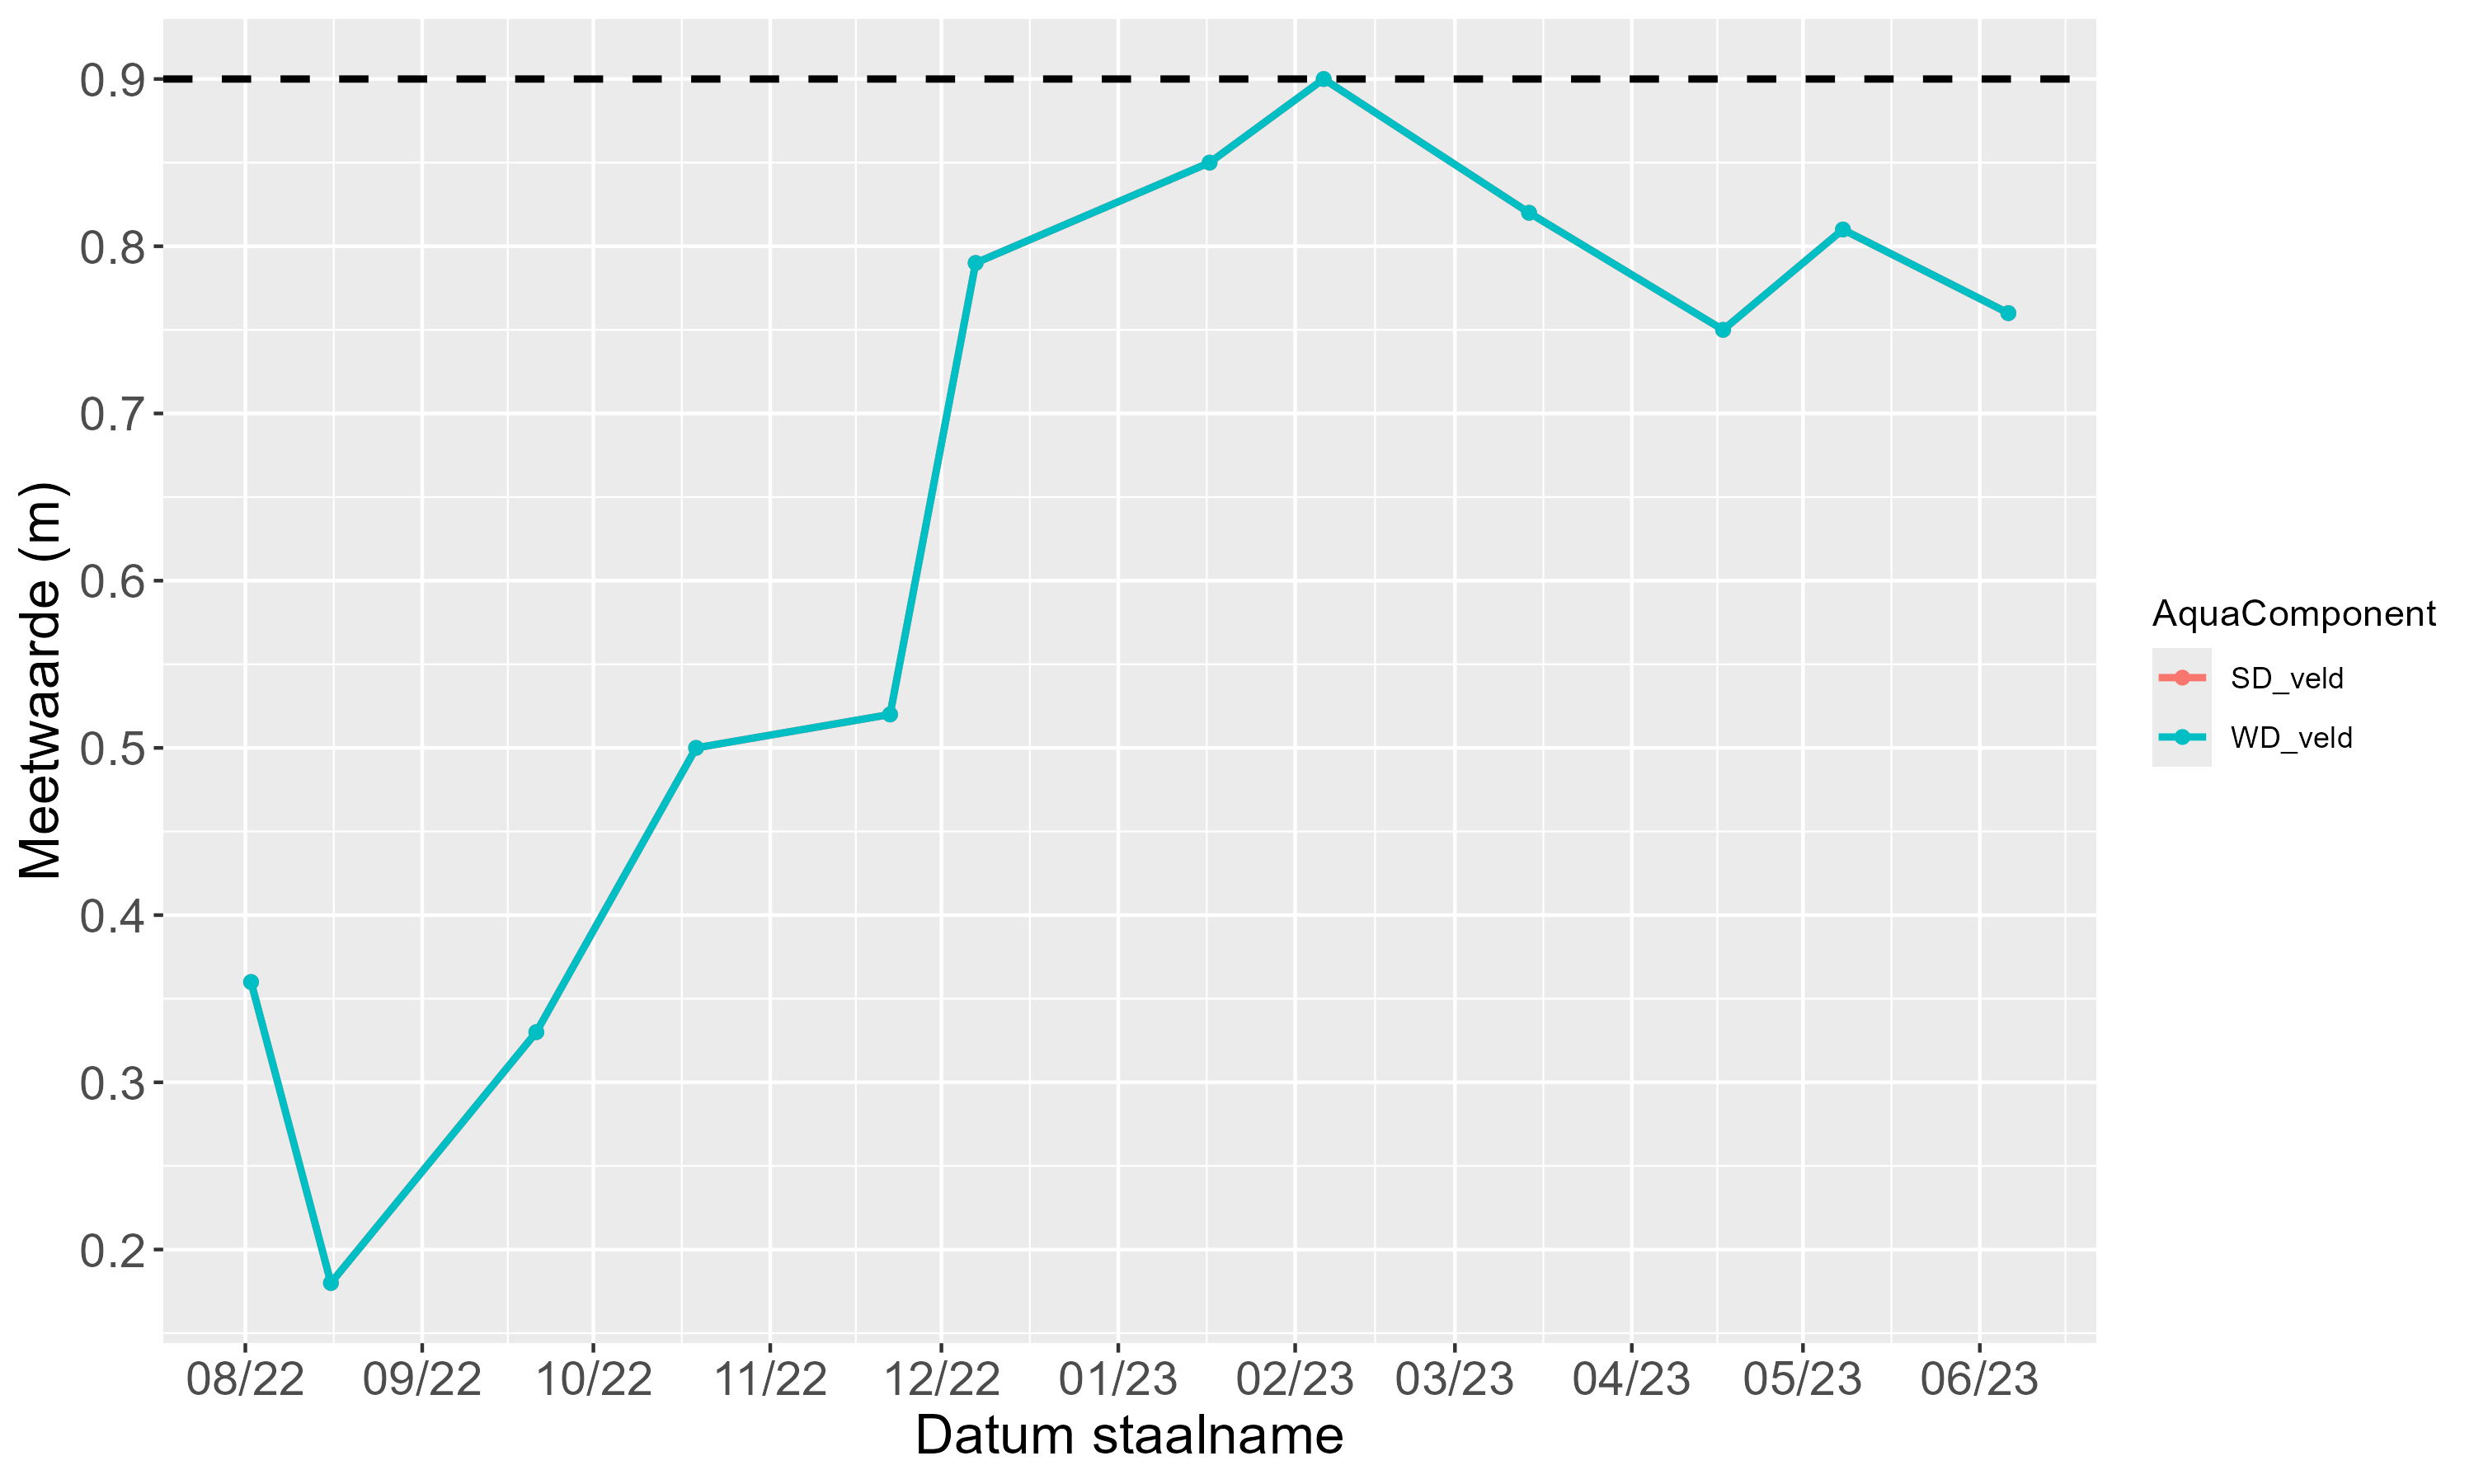 0.9
0.8
0.7
0.6
0.5
0.4
0.3
0.2
Meetwaarde (m)
08/22 09/22 10/22 11/22 12/22 01/23 02/23 03/23 04/23 05/23 06/23
Datum staalname
AquaComponent
SD_veld
WD_veld